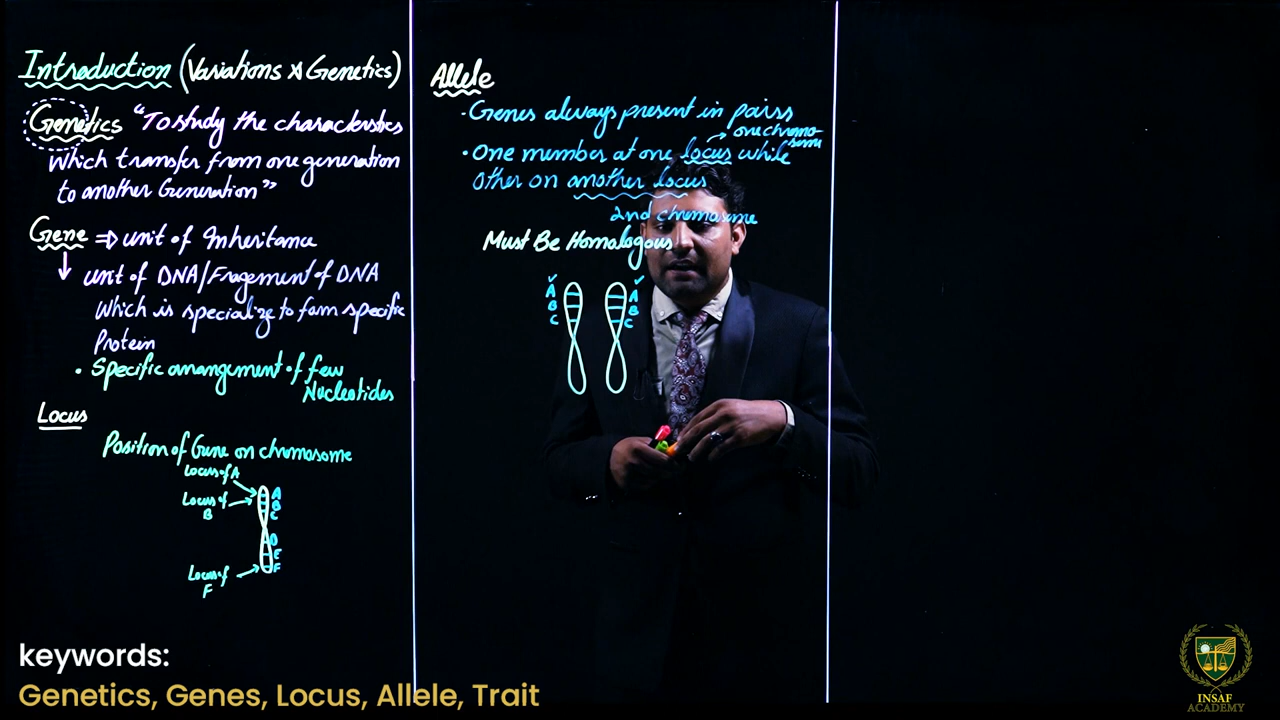 Introduction (Variations & Genetics)
Genetics "To study the characteristics
Which transfer from one generation
to another Generation"
Gene ⇒ unit of Inheritance
unit of DNA/Fragement of DNA
Which is specialize to form specific
Protein
• Specific arrangement of few
Nucleotides
Locus
Position of Gene on chromosome
Locus of A
Locus of
B
Locus of
F
A
B
C
D
E
F
Allele
• Genes always present in pairs
one chromo-
some
• One member at one locus while
Other on another locus
2nd chromosome
Must Be Homologous
A
B
C
A
B
C
keywords:
Genetics, Genes, Locus, Allele, Trait
INSAF
ACADEMY